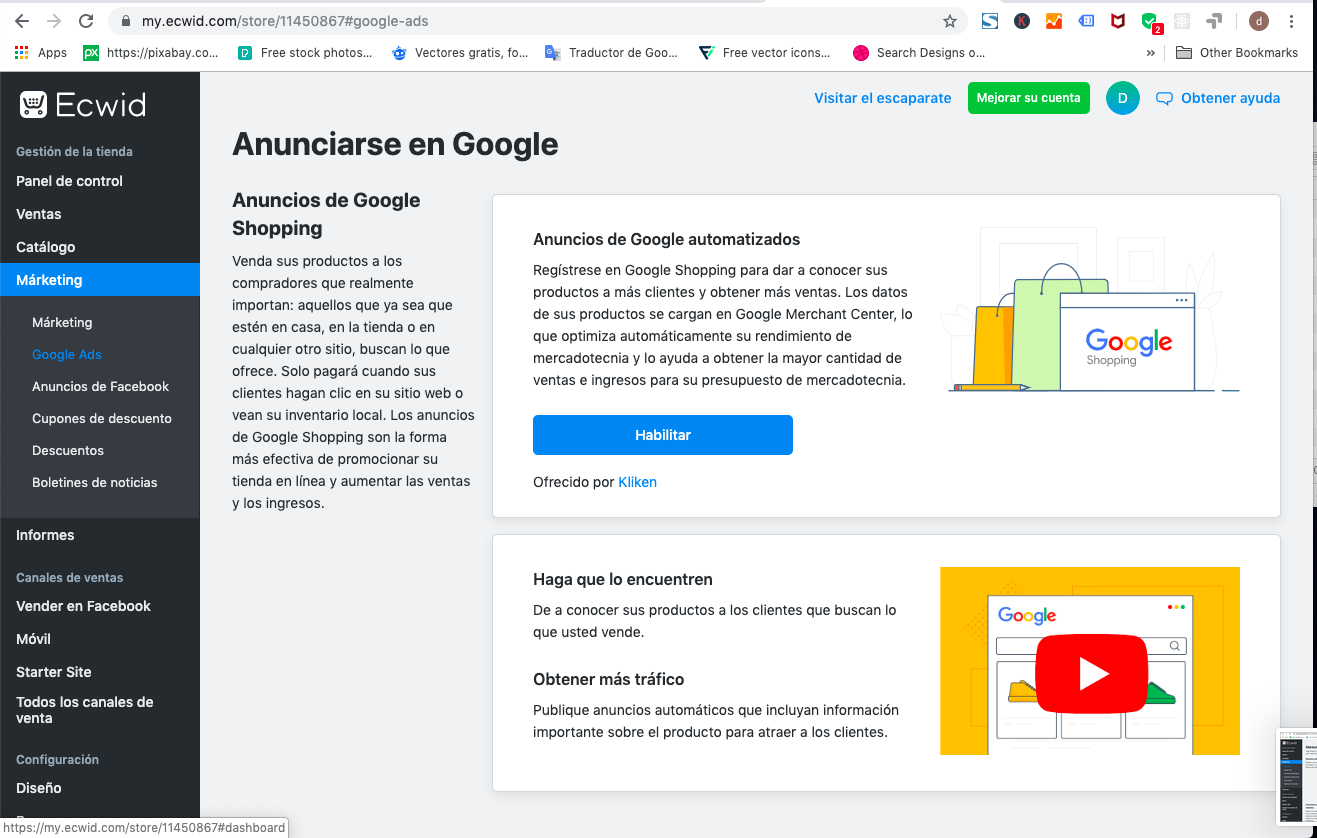 my.ecwid.com/store/11450867#google-ads
2
d
Apps
px
https://pixabay.co...
Free stock photos...
Vectores gratis, fo...
Traductor de Goo...
Free vector icons...
Search Designs o...
»
Other Bookmarks
Ecwid
Gestión de la tienda
Panel de control
Ventas
Catálogo
Márketing
Márketing
Google Ads
Anuncios de Facebook
Cupones de descuento
Descuentos
Boletines de noticias
Informes
Canales de ventas
Vender en Facebook
Móvil
Starter Site
Todos los canales de
venta
Configuración
Diseño
https://my.ecwid.com/store/11450867#dashboard
Visitar el escaparate
Mejorar su cuenta
D
Obtener ayuda
Anunciarse en Google
Anuncios de Google
Shopping
Venda sus productos a los
compradores que realmente
importan: aquellos que ya sea que
estén en casa, en la tienda o en
cualquier otro sitio, buscan lo que
ofrece. Solo pagará cuando sus
clientes hagan clic en su sitio web o
vean su inventario local. Los anuncios
de Google Shopping son la forma
más efectiva de promocionar su
tienda en línea y aumentar las ventas
y los ingresos.
Anuncios de Google automatizados
Regístrese en Google Shopping para dar a conocer sus
productos a más clientes y obtener más ventas. Los datos
de sus productos se cargan en Google Merchant Center, lo
que optimiza automáticamente su rendimiento de
mercadotecnia y lo ayuda a obtener la mayor cantidad de
ventas e ingresos para su presupuesto de mercadotecnia.
Habilitar
Ofrecido por Kliken
Google
Shopping
Haga que lo encuentren
De a conocer sus productos a los clientes que buscan lo
que usted vende.
Obtener más tráfico
Publique anuncios automáticos que incluyan información
importante sobre el producto para atraer a los clientes.
Google